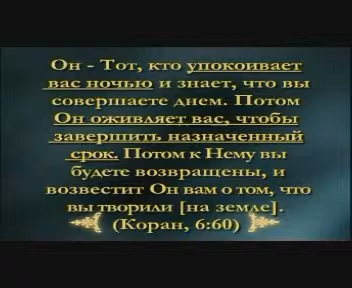 Он - Тот, кто упокоивает
вас ночью и знает, что вы
совершаете днем. Потом
Он оживляет вас, чтобы
завершить назначенный
срок. Потом к Нему вы
будете возвращены, и
возвестит Он вам о том, что
вы творили [на земле].
(Коран, 6:60)